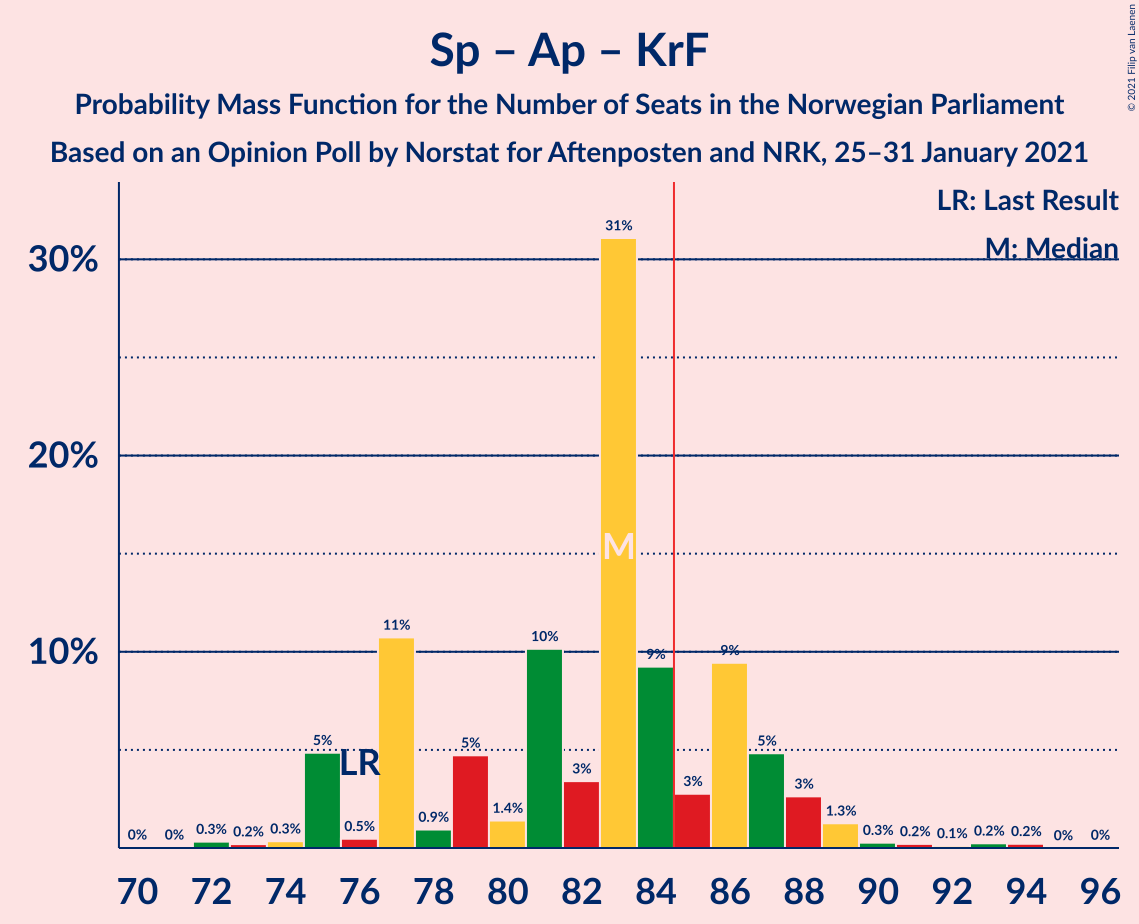 Sp – Ap – KrF
Probability Mass Function for the Number of Seats in the Norwegian Parliament
Based on an Opinion Poll by Norstat for Aftenposten and NRK, 25–31 January 2021
© 2021 Filip van Laenen
LR: Last Result
M: Median
30%
20%
10%
0% 0% 0.3% 0.2% 0.3% 5% 0.5% 11% 0.9% 5% 1.4% 10% 3% 31% 9% 3% 9% 5% 3% 1.3% 0.3% 0.2% 0.1% 0.2% 0.2% 0% 0%
LR
M
70 72 74 76 78 80 82 84 86 88 90 92 94 96